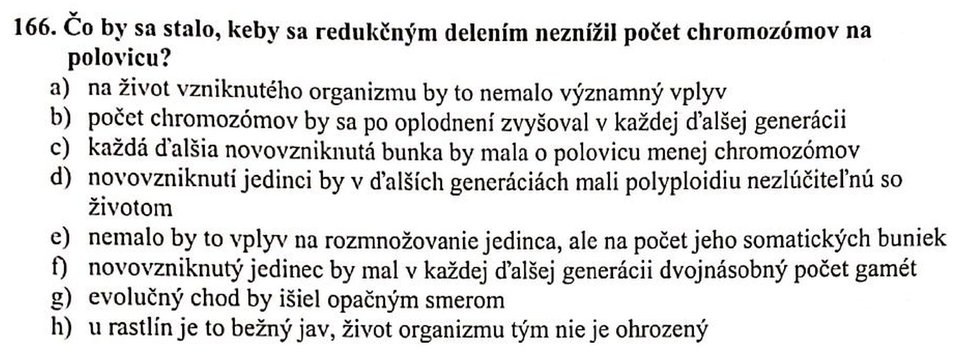 166. Čo by sa stalo, keby sa redukčným delením neznížil počet chromozómov na
polovicu?
a) na život vzniknutého organizmu by to nemalo významný vplyv
b) počet chromozómov by sa po oplodnení zvyšoval v každej ďalšej generácii
c) každá ďalšia novovzniknutá bunka by mala o polovicu menej chromozómov
d) novovzniknutí jedinci by v ďalších generáciách mali polyploidiu nezlúčiteľnú so
životom
e) nemalo by to vplyv na rozmnožovanie jedinca, ale na počet jeho somatických buniek
f) novovzniknutý jedinec by mal v každej ďalšej generácii dvojnásobný počet gamét
g) evolučný chod by išiel opačným smerom
h) u rastlín je to bežný jav, život organizmu tým nie je ohrozený